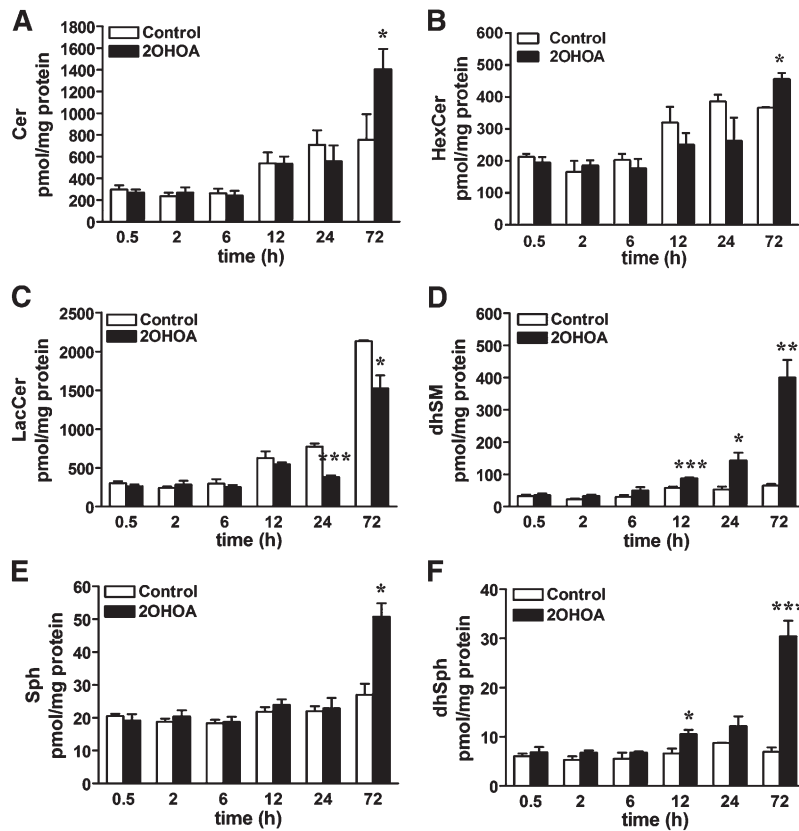 A
Cer
pmol/mg protein
1800
1600
1400
1200
1000
800
600
400
200
0
Control
2OHOA
*
0.5 2 6 12 24 72
time (h)
B
HexCer
pmol/mg protein
600
500
400
300
200
100
0
Control
2OHOA
*
0.5 2 6 12 24 72
time (h)
C
LacCer
pmol/mg protein
2500
2000
1500
1000
500
0
Control
2OHOA
***
*
0.5 2 6 12 24 72
time (h)
D
dhSM
pmol/mg protein
600
500
400
300
200
100
0
Control
2OHOA
***
*
**
0.5 2 6 12 24 72
time (h)
E
Sph
pmol/mg protein
60
50
40
30
20
10
0
Control
2OHOA
*
0.5 2 6 12 24 72
time (h)
F
dhSph
pmol/mg protein
40
30
20
10
0
Control
2OHOA
*
***
0.5 2 6 12 24 72
time (h)